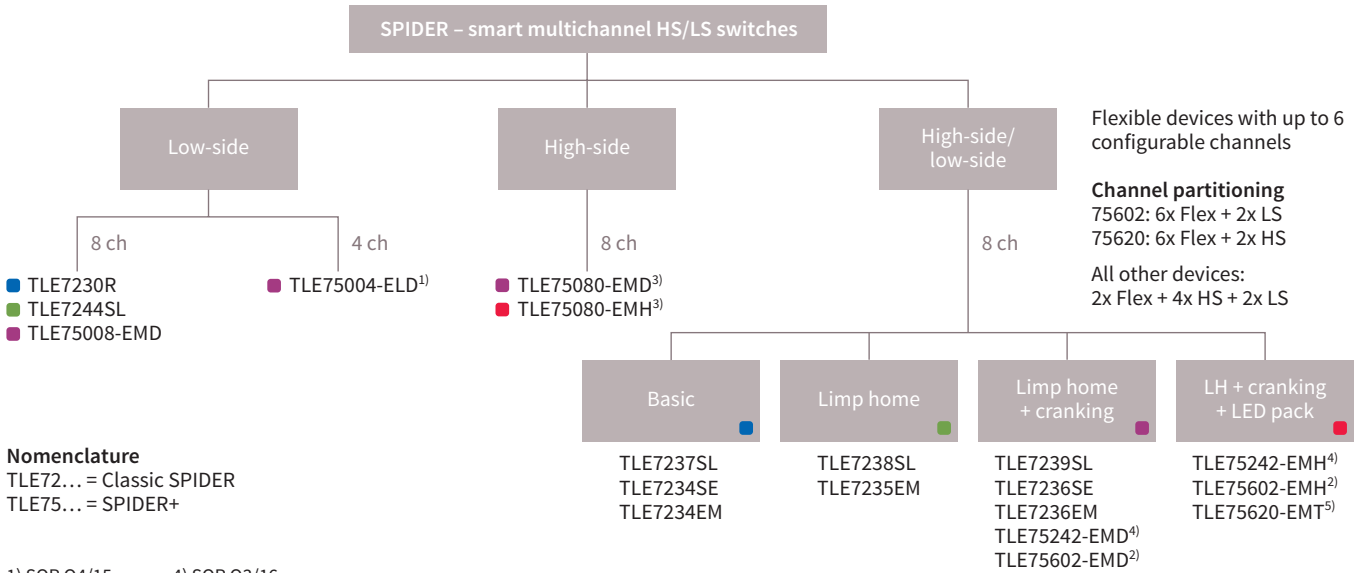 SPIDER – smart multichannel HS/LS switches
Low-side
High-side
High-side/
low-side
Flexible devices with up to 6
configurable channels
Channel partitioning
75602: 6x Flex + 2x LS
75620: 6x Flex + 2x HS
All other devices:
2x Flex + 4x HS + 2x LS
8 ch
TLE7230R
TLE7244SL
TLE75008-EMD
4 ch
TLE75004-ELD1)
8 ch
TLE75080-EMD3)
TLE75080-EMH3)
8 ch
Basic
TLE7237SL
TLE7234SE
TLE7234EM
Limp home
TLE7238SL
TLE7235EM
Limp home
+ cranking
TLE7239SL
TLE7236SE
TLE7236EM
TLE75242-EMD4)
TLE75602-EMD2)
LH + cranking
+ LED pack
TLE75242-EMH4)
TLE75602-EMH2)
TLE75620-EMT5)
Nomenclature
TLE72… = Classic SPIDER
TLE75… = SPIDER+